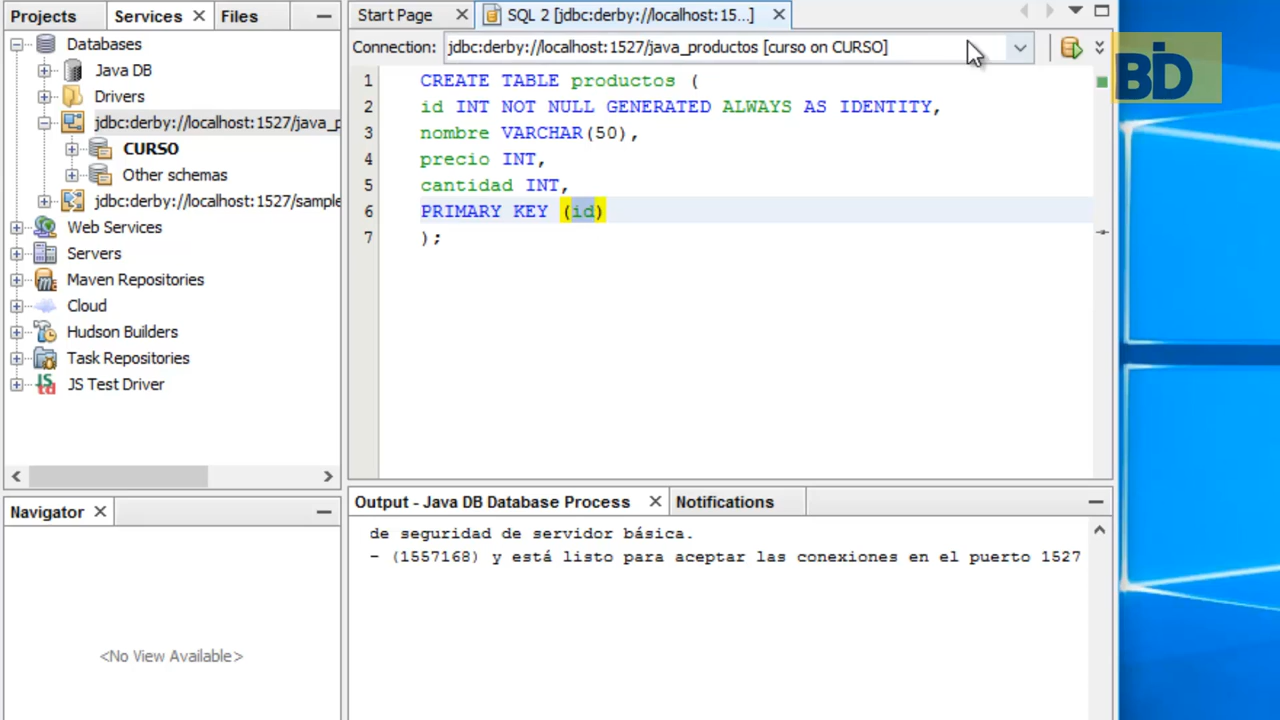 Projects
Services
Files
Databases
Java DB
Drivers
jdbc:derby://localhost:1527/java_p
CURSO
Other schemas
jdbc:derby://localhost:1527/sample
Web Services
Servers
Maven Repositories
Cloud
Hudson Builders
Task Repositories
JS Test Driver
Navigator
<No View Available>
Start Page
SQL 2 [jdbc:derby://localhost:15...]
Connection: jdbc:derby://localhost:1527/java_productos [curso on CURSO]
1 CREATE TABLE productos (
2 id INT NOT NULL GENERATED ALWAYS AS IDENTITY,
3 nombre VARCHAR(50),
4 precio INT,
5 cantidad INT,
6 PRIMARY KEY (id)
7 );
Output - Java DB Database Process
Notifications
de seguridad de servidor básica.
- (1557168) y está listo para aceptar las conexiones en el puerto 1527
BID